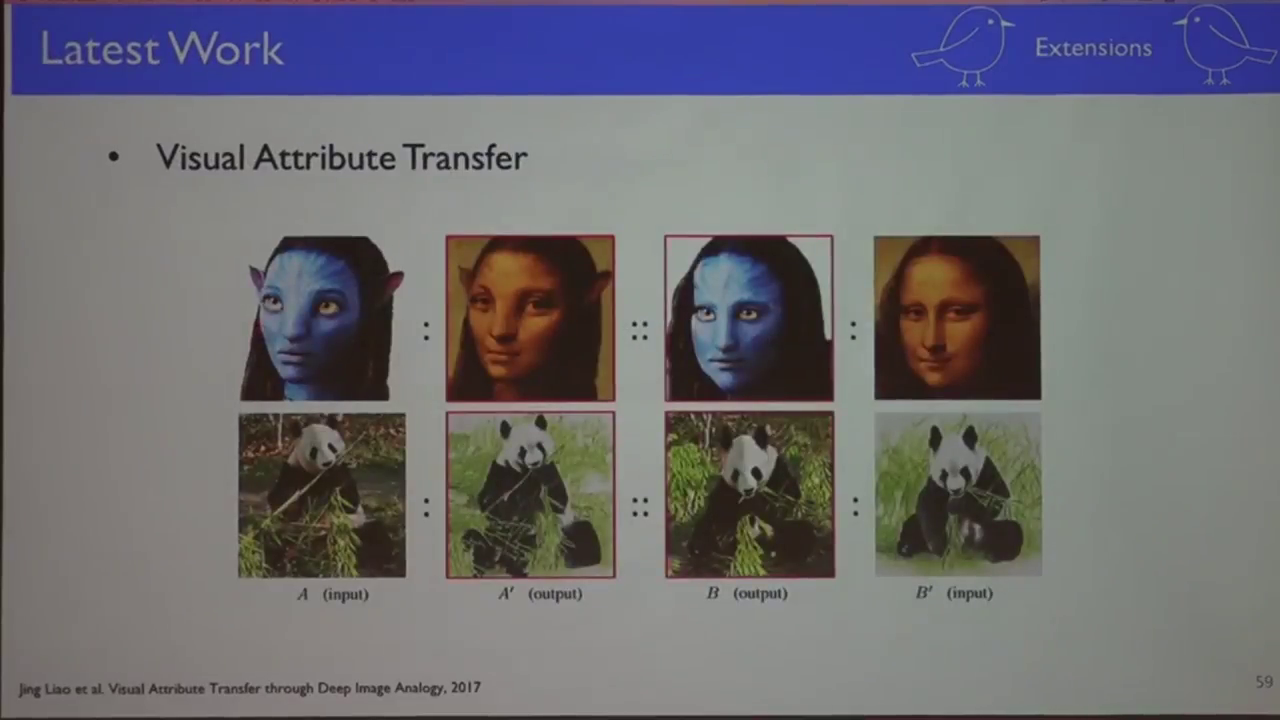 Latest Work
Extensions
• Visual Attribute Transfer
: :: :
: :: :
A (input) A′ (output) B (output) B′ (input)
Jing Liao et al. Visual Attribute Transfer through Deep Image Analogy, 2017
59